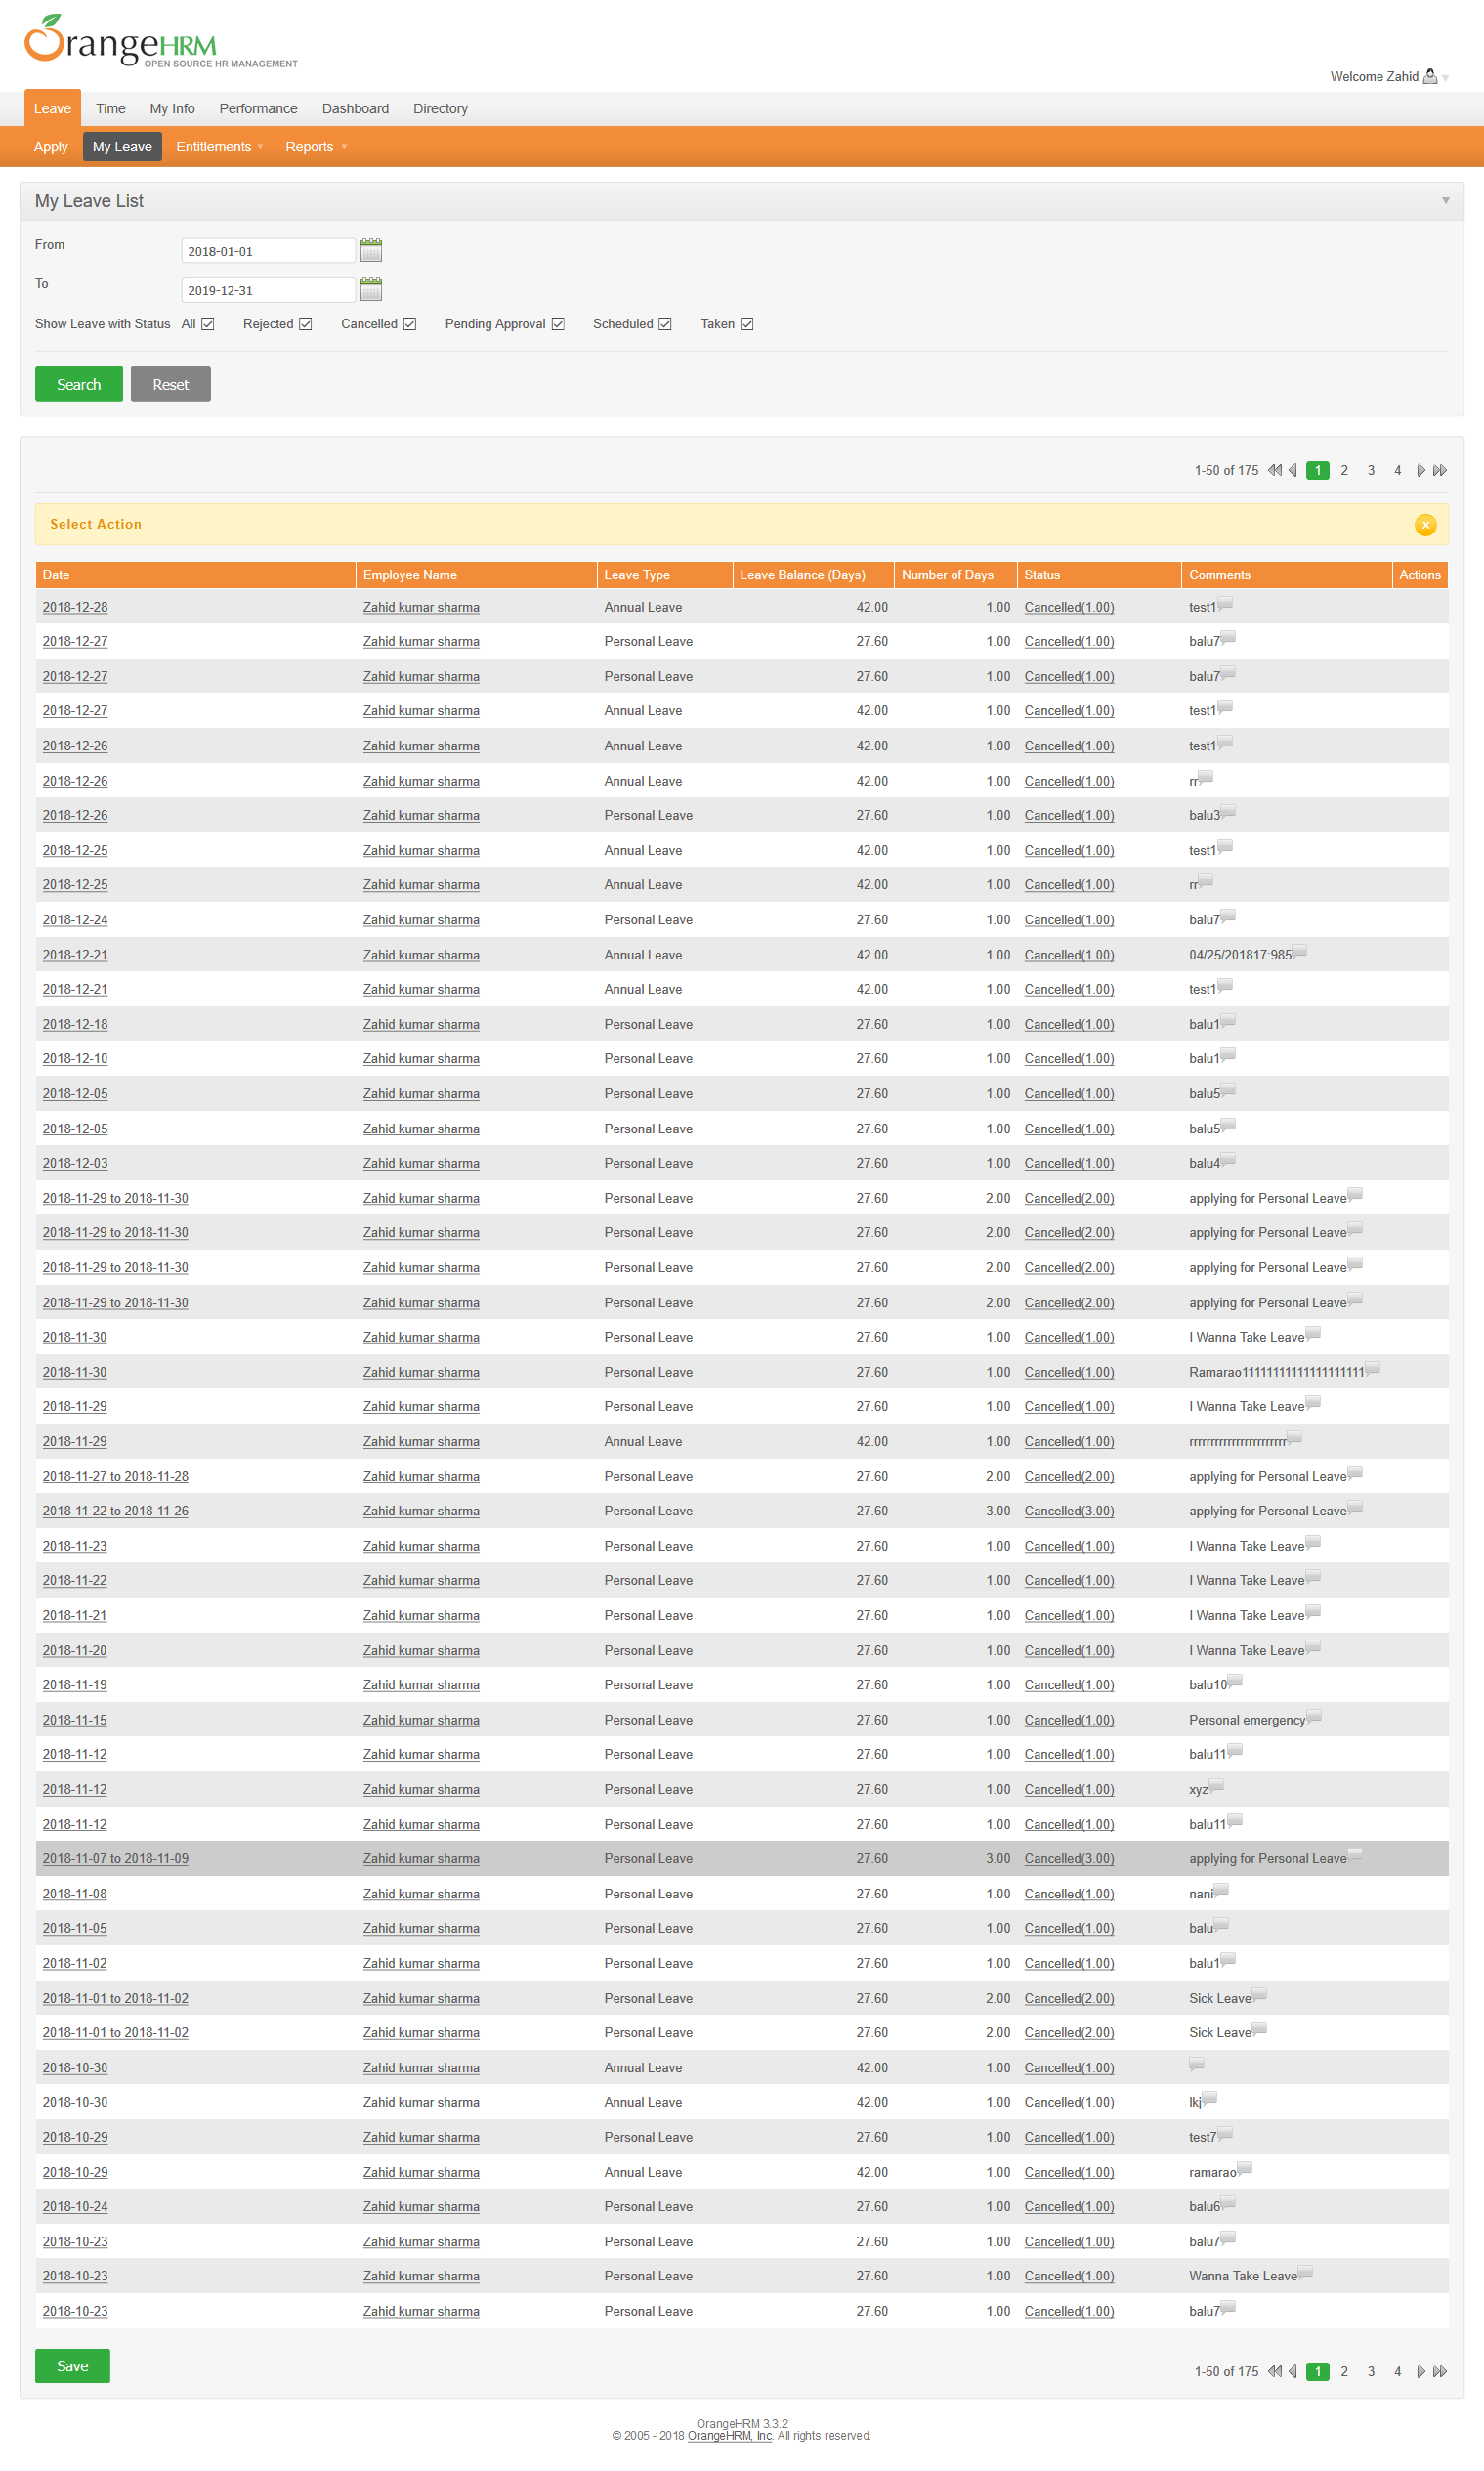 OrangeHRM
OPEN SOURCE HR MANAGEMENT
Welcome Zahid
Leave Time My Info Performance Dashboard Directory
Apply My Leave Entitlements Reports
My Leave List
From 2018-01-01
To 2019-12-31
Show Leave with Status All Rejected Cancelled Pending Approval Scheduled Taken
Search Reset
1-50 of 175 1 2 3 4
Select Action
Date Employee Name Leave Type Leave Balance (Days) Number of Days Status Comments Actions
2018-12-28 Zahid kumar sharma Annual Leave 42.00 1.00 Cancelled(1.00) test1
2018-12-27 Zahid kumar sharma Personal Leave 27.60 1.00 Cancelled(1.00) balu7
2018-12-27 Zahid kumar sharma Personal Leave 27.60 1.00 Cancelled(1.00) balu7
2018-12-27 Zahid kumar sharma Annual Leave 42.00 1.00 Cancelled(1.00) test1
2018-12-26 Zahid kumar sharma Annual Leave 42.00 1.00 Cancelled(1.00) test1
2018-12-26 Zahid kumar sharma Annual Leave 42.00 1.00 Cancelled(1.00) rr
2018-12-26 Zahid kumar sharma Personal Leave 27.60 1.00 Cancelled(1.00) balu3
2018-12-25 Zahid kumar sharma Annual Leave 42.00 1.00 Cancelled(1.00) test1
2018-12-25 Zahid kumar sharma Annual Leave 42.00 1.00 Cancelled(1.00) rr
2018-12-24 Zahid kumar sharma Personal Leave 27.60 1.00 Cancelled(1.00) balu7
2018-12-21 Zahid kumar sharma Annual Leave 42.00 1.00 Cancelled(1.00) 04/25/201817:985
2018-12-21 Zahid kumar sharma Annual Leave 42.00 1.00 Cancelled(1.00) test1
2018-12-18 Zahid kumar sharma Personal Leave 27.60 1.00 Cancelled(1.00) balu1
2018-12-10 Zahid kumar sharma Personal Leave 27.60 1.00 Cancelled(1.00) balu1
2018-12-05 Zahid kumar sharma Personal Leave 27.60 1.00 Cancelled(1.00) balu5
2018-12-05 Zahid kumar sharma Personal Leave 27.60 1.00 Cancelled(1.00) balu5
2018-12-03 Zahid kumar sharma Personal Leave 27.60 1.00 Cancelled(1.00) balu4
2018-11-29 to 2018-11-30 Zahid kumar sharma Personal Leave 27.60 2.00 Cancelled(2.00) applying for Personal Leave
2018-11-29 to 2018-11-30 Zahid kumar sharma Personal Leave 27.60 2.00 Cancelled(2.00) applying for Personal Leave
2018-11-29 to 2018-11-30 Zahid kumar sharma Personal Leave 27.60 2.00 Cancelled(2.00) applying for Personal Leave
2018-11-29 to 2018-11-30 Zahid kumar sharma Personal Leave 27.60 2.00 Cancelled(2.00) applying for Personal Leave
2018-11-30 Zahid kumar sharma Personal Leave 27.60 1.00 Cancelled(1.00) I Wanna Take Leave
2018-11-30 Zahid kumar sharma Personal Leave 27.60 1.00 Cancelled(1.00) Ramarao11111111111111111111
2018-11-29 Zahid kumar sharma Personal Leave 27.60 1.00 Cancelled(1.00) I Wanna Take Leave
2018-11-29 Zahid kumar sharma Annual Leave 42.00 1.00 Cancelled(1.00) rrrrrrrrrrrrrrrrrrrrrrr
2018-11-27 to 2018-11-28 Zahid kumar sharma Personal Leave 27.60 2.00 Cancelled(2.00) applying for Personal Leave
2018-11-22 to 2018-11-26 Zahid kumar sharma Personal Leave 27.60 3.00 Cancelled(3.00) applying for Personal Leave
2018-11-23 Zahid kumar sharma Personal Leave 27.60 1.00 Cancelled(1.00) I Wanna Take Leave
2018-11-22 Zahid kumar sharma Personal Leave 27.60 1.00 Cancelled(1.00) I Wanna Take Leave
2018-11-21 Zahid kumar sharma Personal Leave 27.60 1.00 Cancelled(1.00) I Wanna Take Leave
2018-11-20 Zahid kumar sharma Personal Leave 27.60 1.00 Cancelled(1.00) I Wanna Take Leave
2018-11-19 Zahid kumar sharma Personal Leave 27.60 1.00 Cancelled(1.00) balu10
2018-11-15 Zahid kumar sharma Personal Leave 27.60 1.00 Cancelled(1.00) Personal emergency
2018-11-12 Zahid kumar sharma Personal Leave 27.60 1.00 Cancelled(1.00) balu11
2018-11-12 Zahid kumar sharma Personal Leave 27.60 1.00 Cancelled(1.00) xyz
2018-11-12 Zahid kumar sharma Personal Leave 27.60 1.00 Cancelled(1.00) balu11
2018-11-07 to 2018-11-09 Zahid kumar sharma Personal Leave 27.60 3.00 Cancelled(3.00) applying for Personal Leave
2018-11-08 Zahid kumar sharma Personal Leave 27.60 1.00 Cancelled(1.00) nani
2018-11-05 Zahid kumar sharma Personal Leave 27.60 1.00 Cancelled(1.00) balu
2018-11-02 Zahid kumar sharma Personal Leave 27.60 1.00 Cancelled(1.00) balu1
2018-11-01 to 2018-11-02 Zahid kumar sharma Personal Leave 27.60 2.00 Cancelled(2.00) Sick Leave
2018-11-01 to 2018-11-02 Zahid kumar sharma Personal Leave 27.60 2.00 Cancelled(2.00) Sick Leave
2018-10-30 Zahid kumar sharma Annual Leave 42.00 1.00 Cancelled(1.00)
2018-10-30 Zahid kumar sharma Annual Leave 42.00 1.00 Cancelled(1.00) lkj
2018-10-29 Zahid kumar sharma Personal Leave 27.60 1.00 Cancelled(1.00) test7
2018-10-29 Zahid kumar sharma Annual Leave 42.00 1.00 Cancelled(1.00) ramarao
2018-10-24 Zahid kumar sharma Personal Leave 27.60 1.00 Cancelled(1.00) balu6
2018-10-23 Zahid kumar sharma Personal Leave 27.60 1.00 Cancelled(1.00) balu7
2018-10-23 Zahid kumar sharma Personal Leave 27.60 1.00 Cancelled(1.00) Wanna Take Leave
2018-10-23 Zahid kumar sharma Personal Leave 27.60 1.00 Cancelled(1.00) balu7
Save
1-50 of 175 1 2 3 4
OrangeHRM 3.3.2
© 2005 - 2018 OrangeHRM, Inc. All rights reserved.